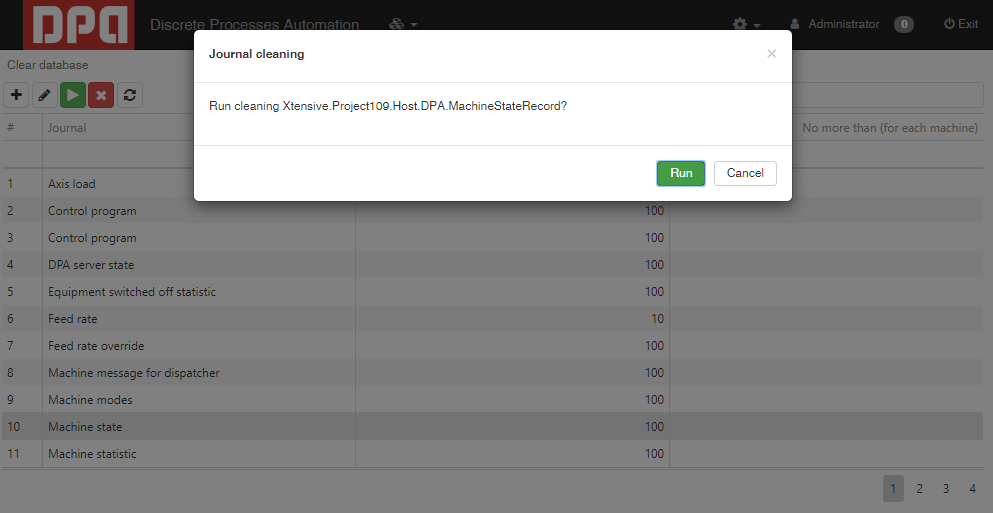 DPA Discrete Processes Automation Administrator 0 Exit
Clear database
Journal cleaning ×
Run cleaning Xtensive.Project109.Host.DPA.MachineStateRecord?
Run Cancel
# Journal No more than (for each machine)
1 Axis load
2 Control program 100
3 Control program 100
4 DPA server state 100
5 Equipment switched off statistic 100
6 Feed rate 10
7 Feed rate override 100
8 Machine message for dispatcher 100
9 Machine modes 100
10 Machine state 100
11 Machine statistic 100
1 2 3 4